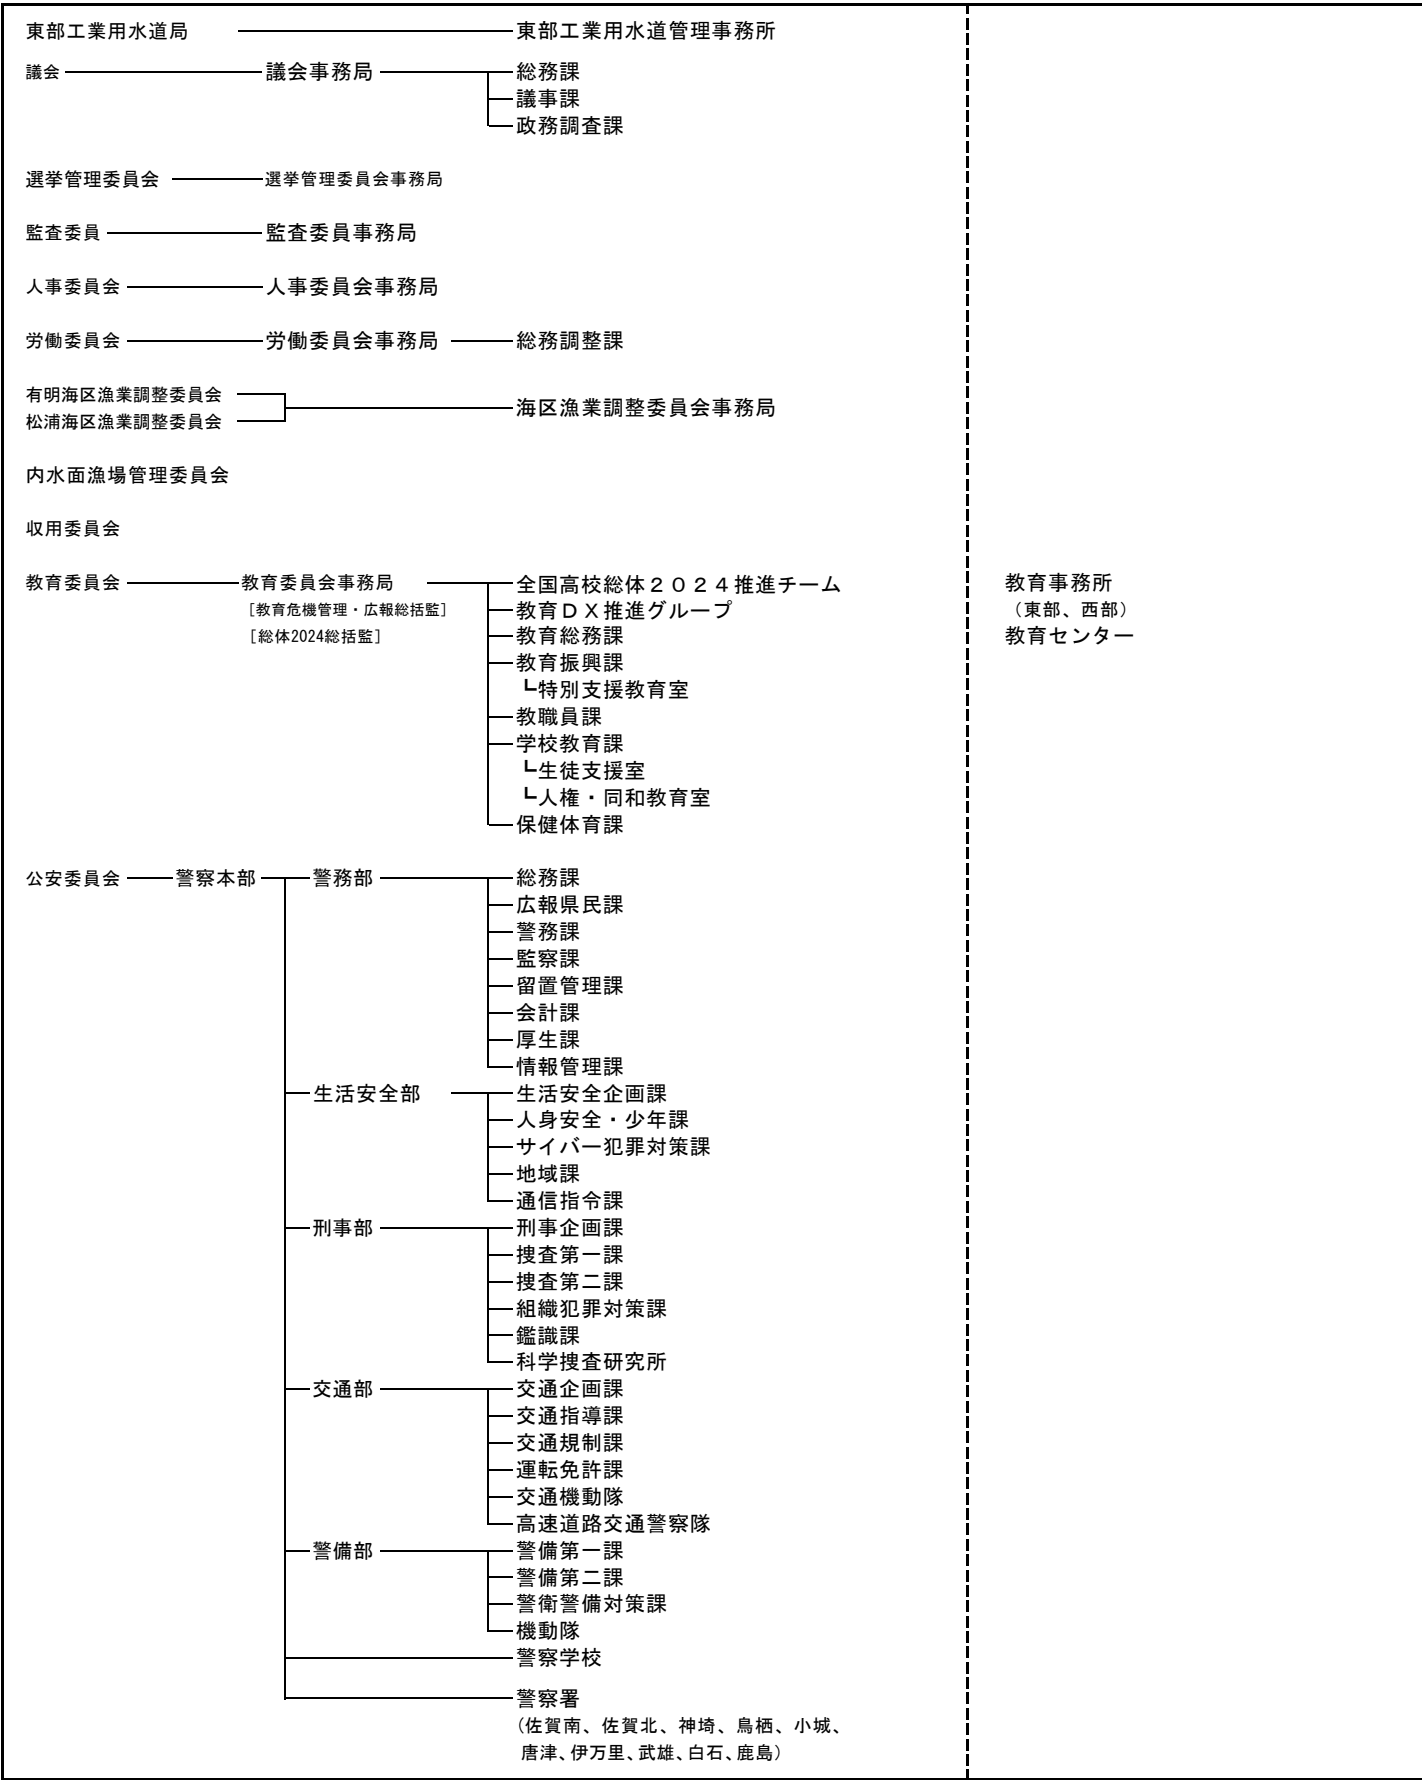 東部工業用水道局 東部工業用水道管理事務所
議会 議会事務局 総務課
議事課
政務調査課
選挙管理委員会 選挙管理委員会事務局
監査委員 監査委員事務局
人事委員会 人事委員会事務局
労働委員会 労働委員会事務局 総務調整課
有明海区漁業調整委員会
海区漁業調整委員会事務局
松浦海区漁業調整委員会
内水面漁場管理委員会
収用委員会
教育委員会 教育委員会事務局 全国高校総体2024推進チーム 教育事務所
[教育危機管理・広報総括監] 教育DX推進グループ (東部、西部)
[総体2024総括監] 教育総務課 教育センター
教育振興課
┗特別支援教育室
教職員課
学校教育課
┗生徒支援室
┗人権・同和教育室
保健体育課
公安委員会 警察本部 警務部 総務課
広報県民課
警務課
監察課
留置管理課
会計課
厚生課
情報管理課
生活安全部 生活安全企画課
人身安全・少年課
サイバー犯罪対策課
地域課
通信指令課
刑事部 刑事企画課
捜査第一課
捜査第二課
組織犯罪対策課
鑑識課
科学捜査研究所
交通部 交通企画課
交通指導課
交通規制課
運転免許課
交通機動隊
高速道路交通警察隊
警備部 警備第一課
警備第二課
警衛警備対策課
機動隊
警察学校
警察署
(佐賀南、佐賀北、神埼、鳥栖、小城、
唐津、伊万里、武雄、白石、鹿島)